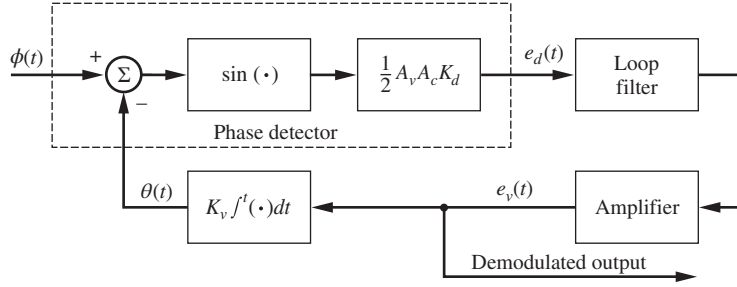 ϕ(t)
+
Σ
−
sin (·)
1/2 A_v A_c K_d
e_d(t)
Loop
filter
Phase detector
θ(t)
K_v ∫^t(·)dt
e_v(t)
Amplifier
Demodulated output